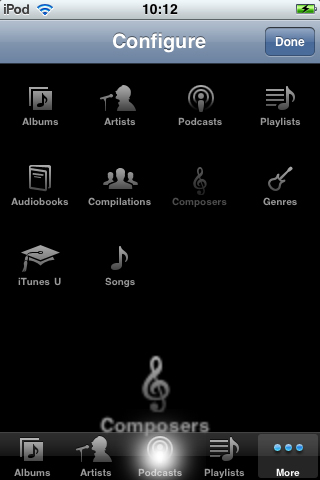 iPod 10:12
Configure Done
Albums Artists Podcasts Playlists
Audiobooks Compilations Composers Genres
iTunes U Songs
Composers
Albums Artists Podcasts Playlists More